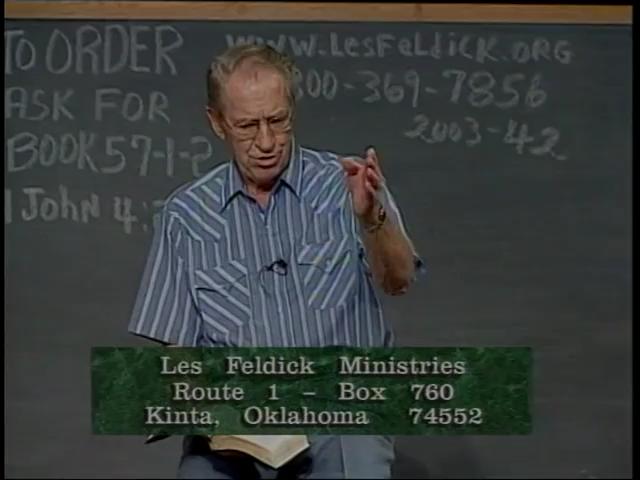 TO ORDER
ASK FOR
BOOK 57-1-2
I John 4:
WWW.LesFeldick.ORG
800-369-7856
2003-42
Les Feldick Ministries
Route 1 – Box 760
Kinta, Oklahoma 74552